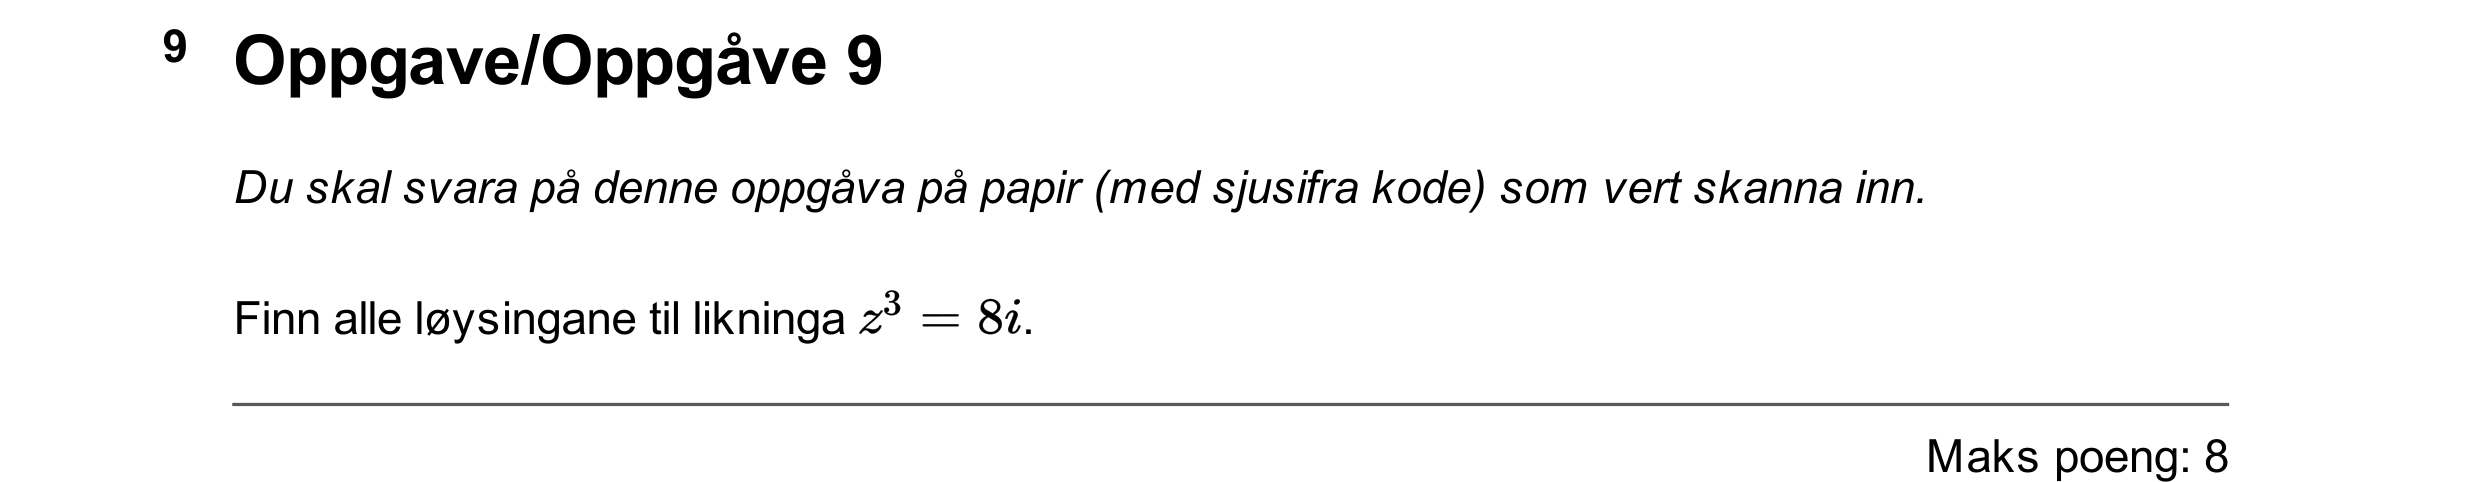 9 Oppgave/Oppgåve 9
Du skal svara på denne oppgåva på papir (med sjusifra kode) som vert skanna inn.
Finn alle løysingane til likninga z³ = 8i.
Maks poeng: 8